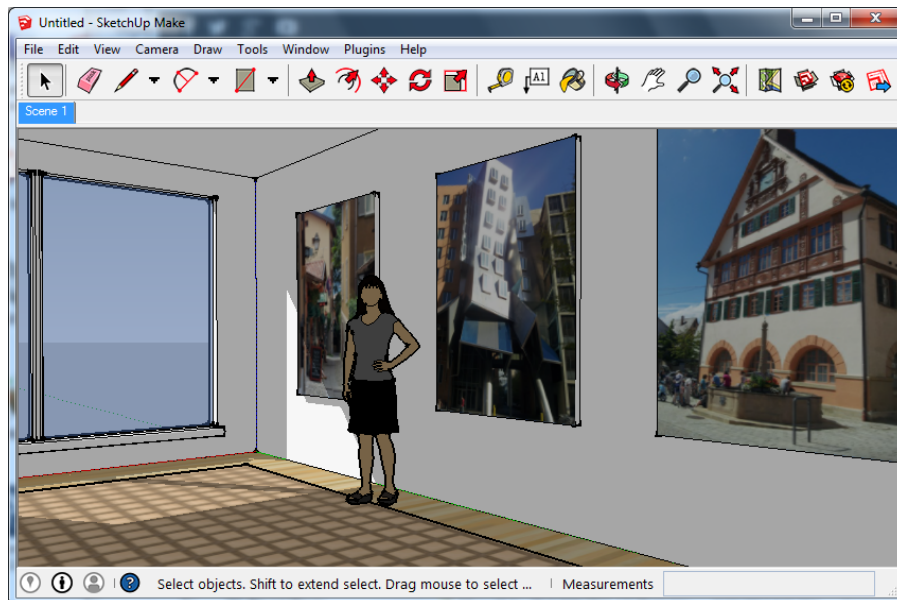 Untitled - SketchUp Make
File Edit View Camera Draw Tools Window Plugins Help
A1
Scene 1
Select objects. Shift to extend select. Drag mouse to select ... Measurements